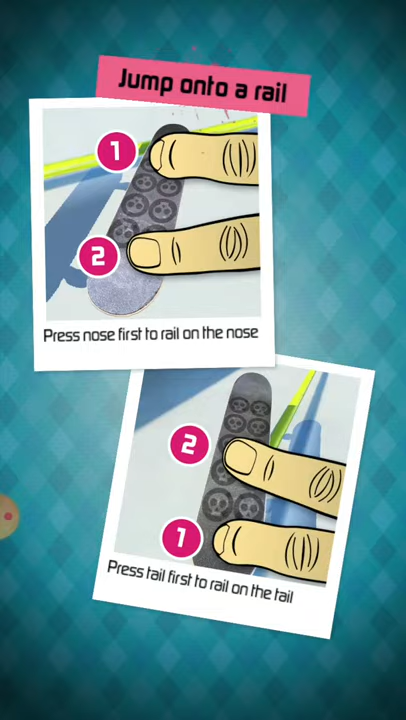 Jump onto a rail
1
2
Press nose first to rail on the nose
2
1
Press tail first to rail on the tail